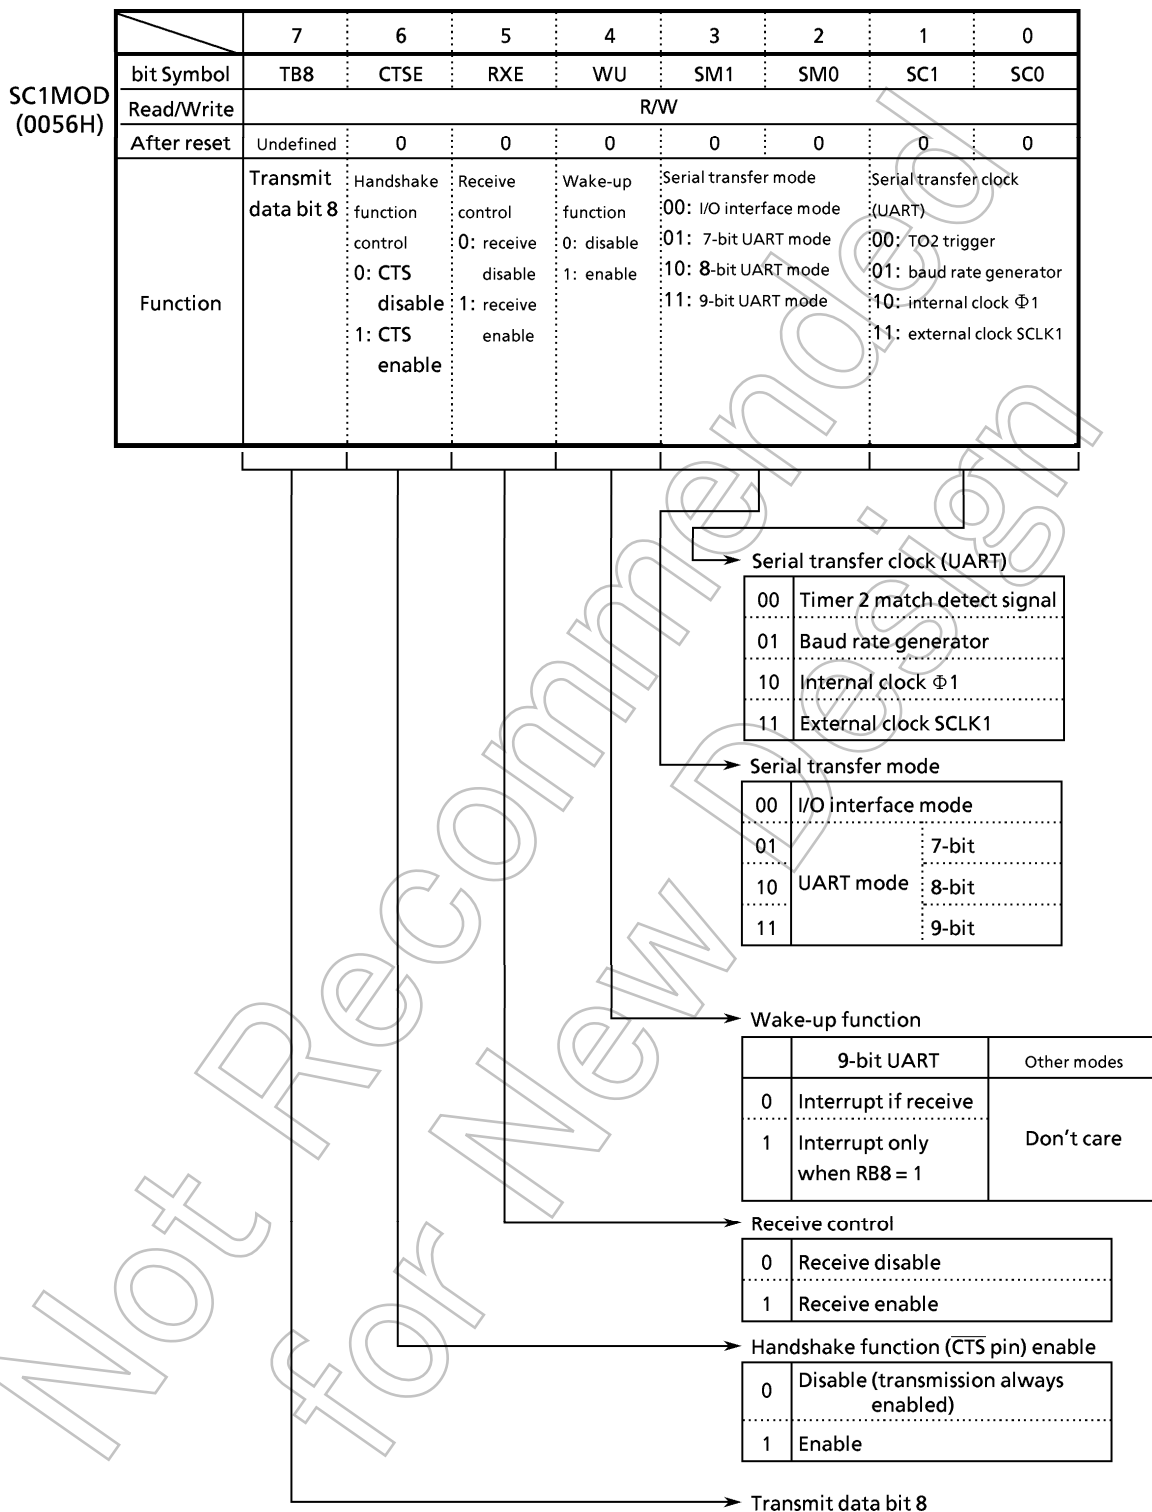 7 6 5 4 3 2 1 0
SC1MOD
(0056H)
bit Symbol TB8 CTSE RXE WU SM1 SM0 SC1 SC0
Read/Write R/W
After reset Undefined 0 0 0 0 0 0 0
Function
Transmit
data bit 8
Handshake
function
control
0: CTS
disable
1: CTS
enable
Receive
control
0: receive
disable
1: receive
enable
Wake-up
function
0: disable
1: enable
Serial transfer mode
00: I/O interface mode
01: 7-bit UART mode
10: 8-bit UART mode
11: 9-bit UART mode
Serial transfer clock
(UART)
00: TO2 trigger
01: baud rate generator
10: internal clock Φ1
11: external clock SCLK1
Serial transfer clock (UART)
00 Timer 2 match detect signal
01 Baud rate generator
10 Internal clock Φ1
11 External clock SCLK1
Serial transfer mode
00 I/O interface mode
01 7-bit
10 UART mode 8-bit
11 9-bit
Wake-up function
9-bit UART Other modes
0 Interrupt if receive
1 Interrupt only
when RB8 = 1
Don't care
Receive control
0 Receive disable
1 Receive enable
Handshake function (C̅T̅S̅ pin) enable
0 Disable (transmission always
enabled)
1 Enable
Transmit data bit 8
Not Recommended
for New Design